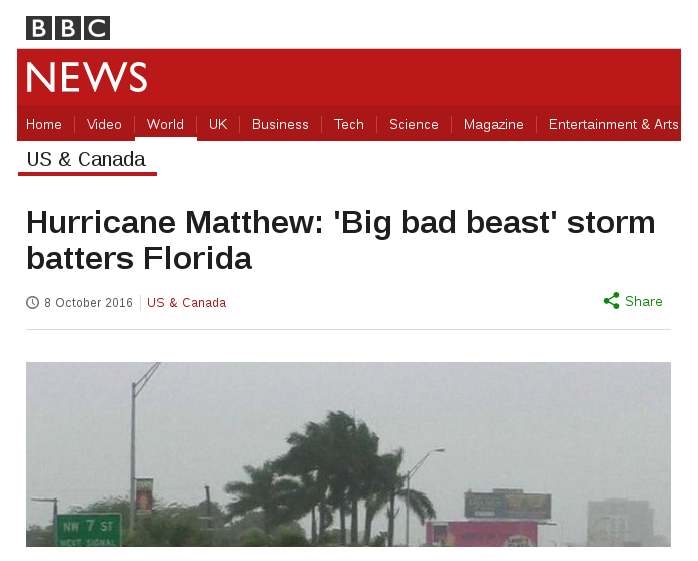 BBC
NEWS
Home Video World UK Business Tech Science Magazine Entertainment & Arts
US & Canada
Hurricane Matthew: 'Big bad beast' storm
batters Florida
8 October 2016 US & Canada
Share
NW 7 ST
NEXT SIGNAL